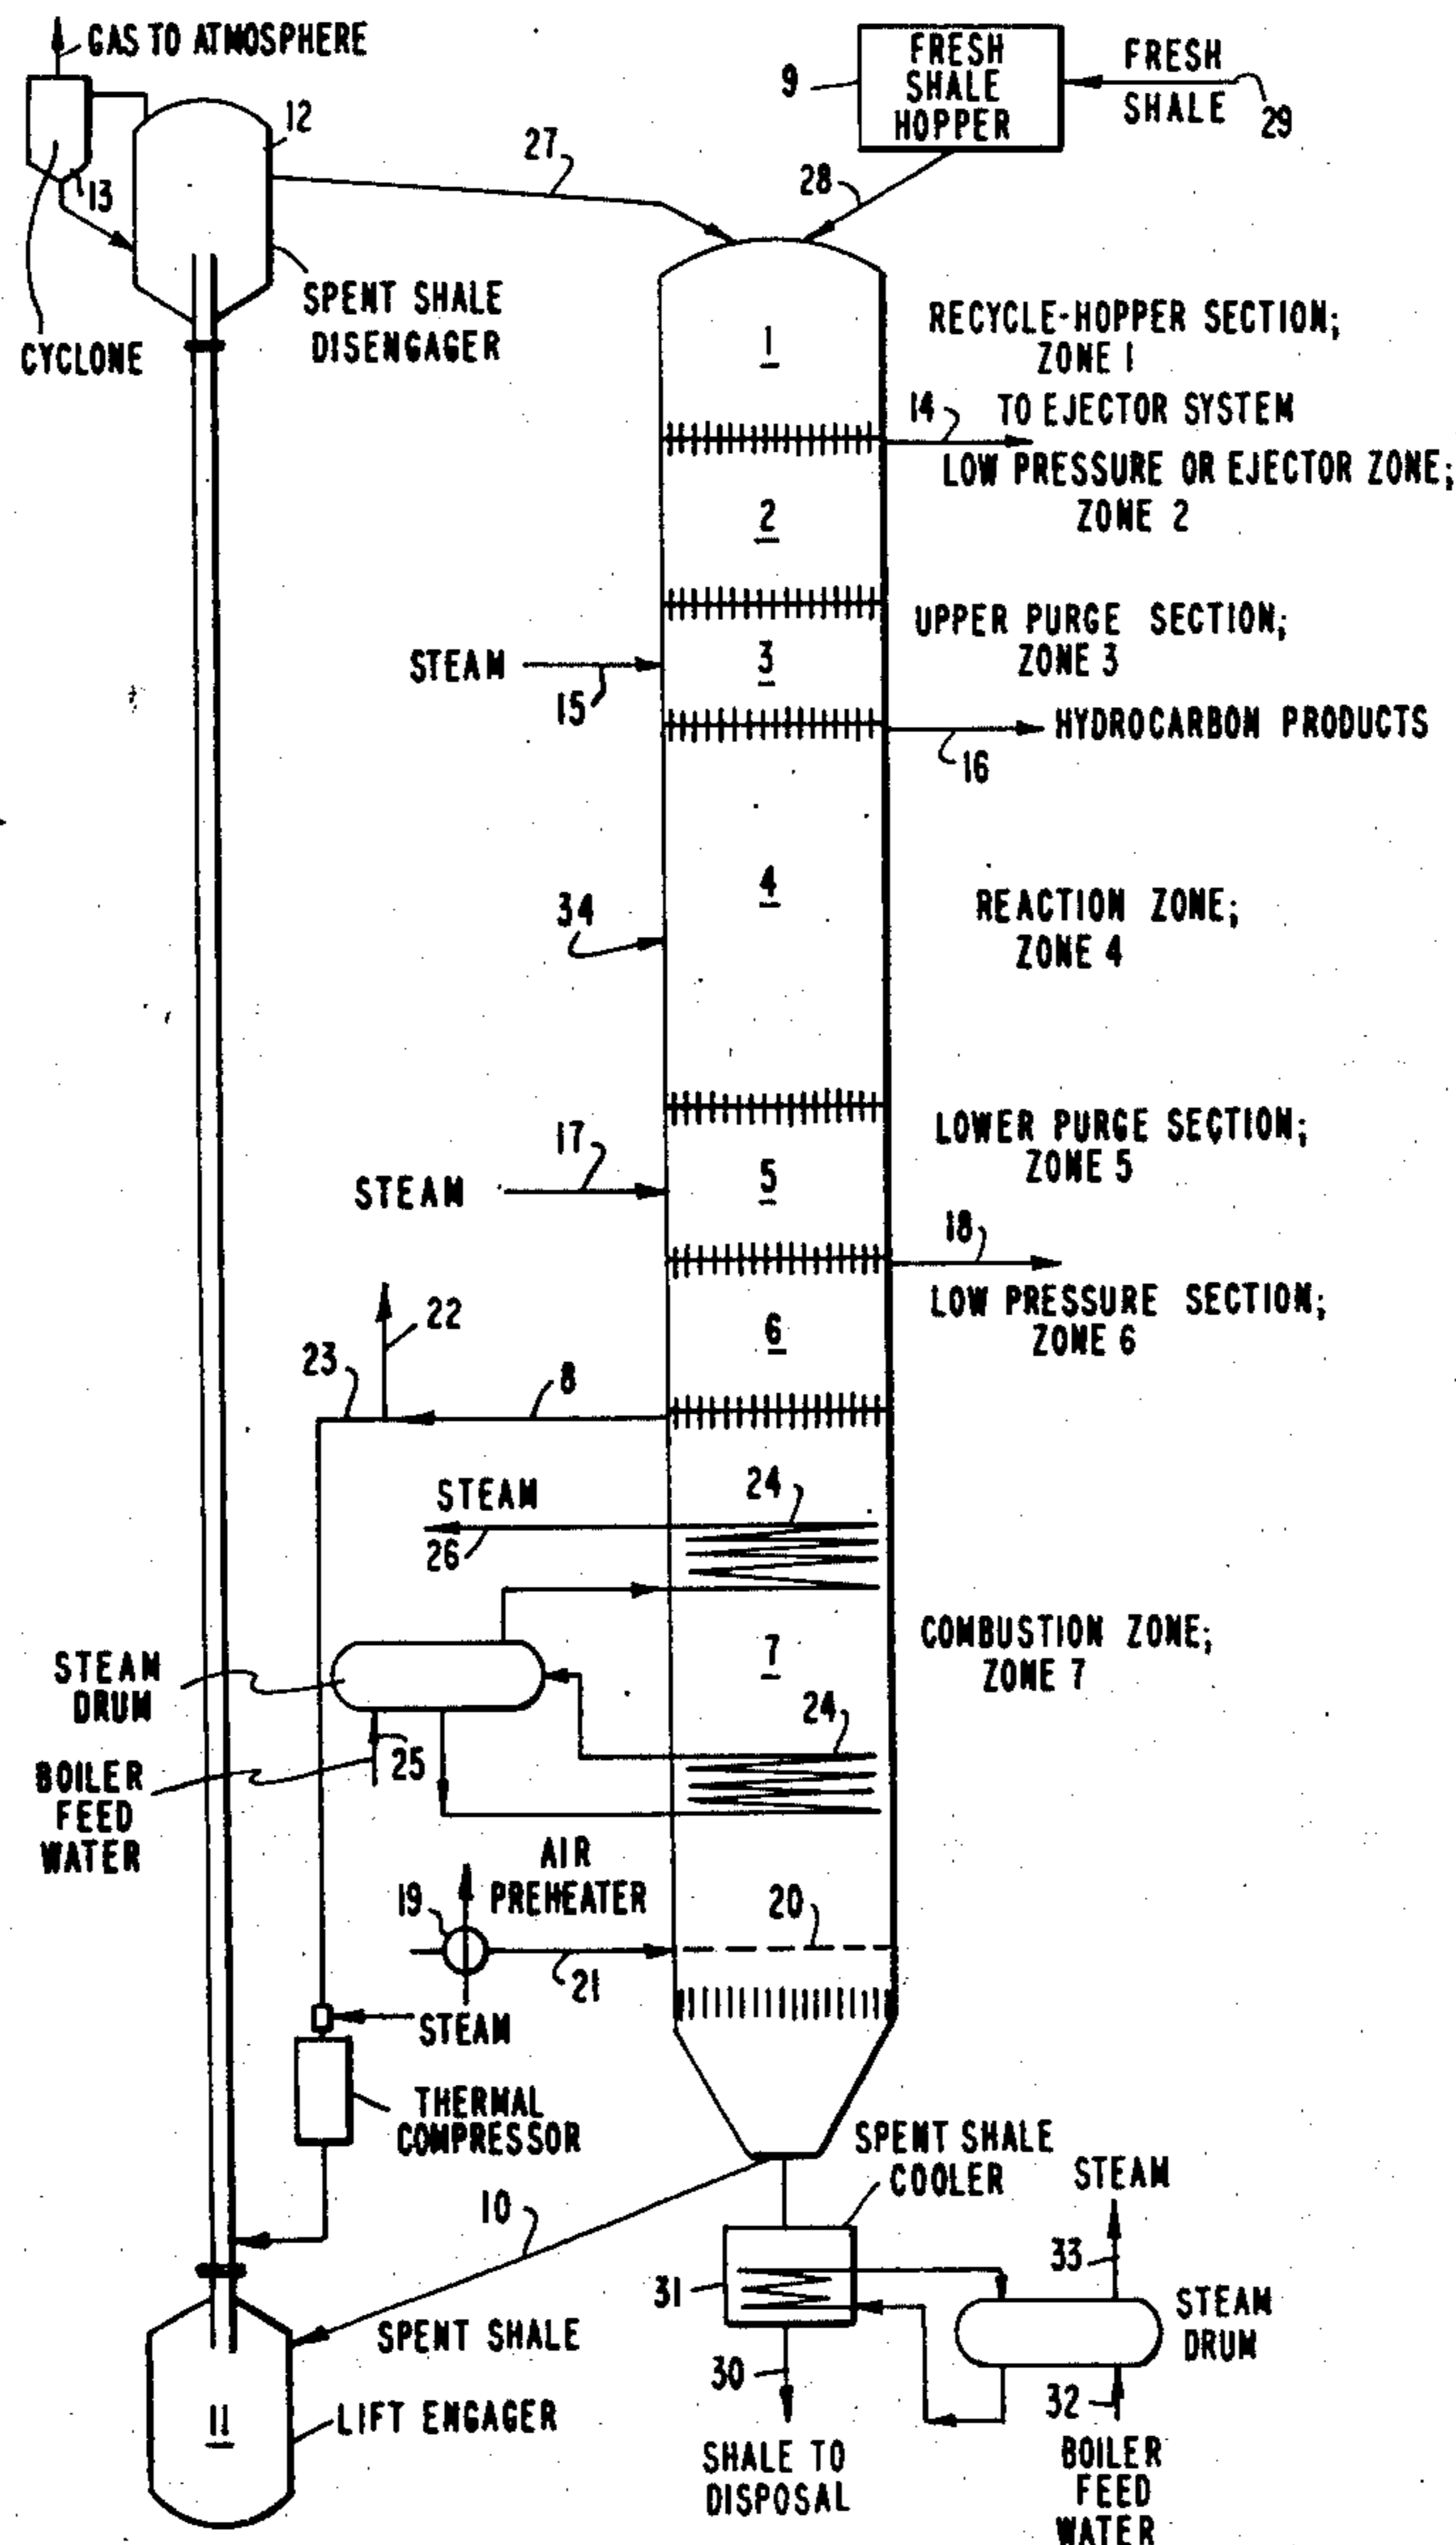 GAS TO ATMOSPHERE
FRESH
SHALE
HOPPER
9
FRESH
SHALE
29
12
13
27
28
SPENT SHALE
DISENGAGER
CYCLONE
1
RECYCLE-HOPPER SECTION;
ZONE 1
14
TO EJECTOR SYSTEM
LOW PRESSURE OR EJECTOR ZONE;
ZONE 2
2
UPPER PURGE SECTION;
ZONE 3
STEAM
15
3
HYDROCARBON PRODUCTS
16
4
34
REACTION ZONE;
ZONE 4
LOWER PURGE SECTION;
ZONE 5
17
STEAM
5
18
LOW PRESSURE SECTION;
ZONE 6
6
22
23
8
STEAM
24
26
COMBUSTION ZONE;
ZONE 7
7
STEAM
DRUM
24
25
BOILER
FEED
WATER
AIR
PREHEATER
19
20
21
STEAM
THERMAL
COMPRESSOR
SPENT SHALE
COOLER
STEAM
10
33
31
STEAM
DRUM
SPENT SHALE
30
32
11
LIFT ENGAGER
SHALE TO
DISPOSAL
BOILER
FEED
WATER